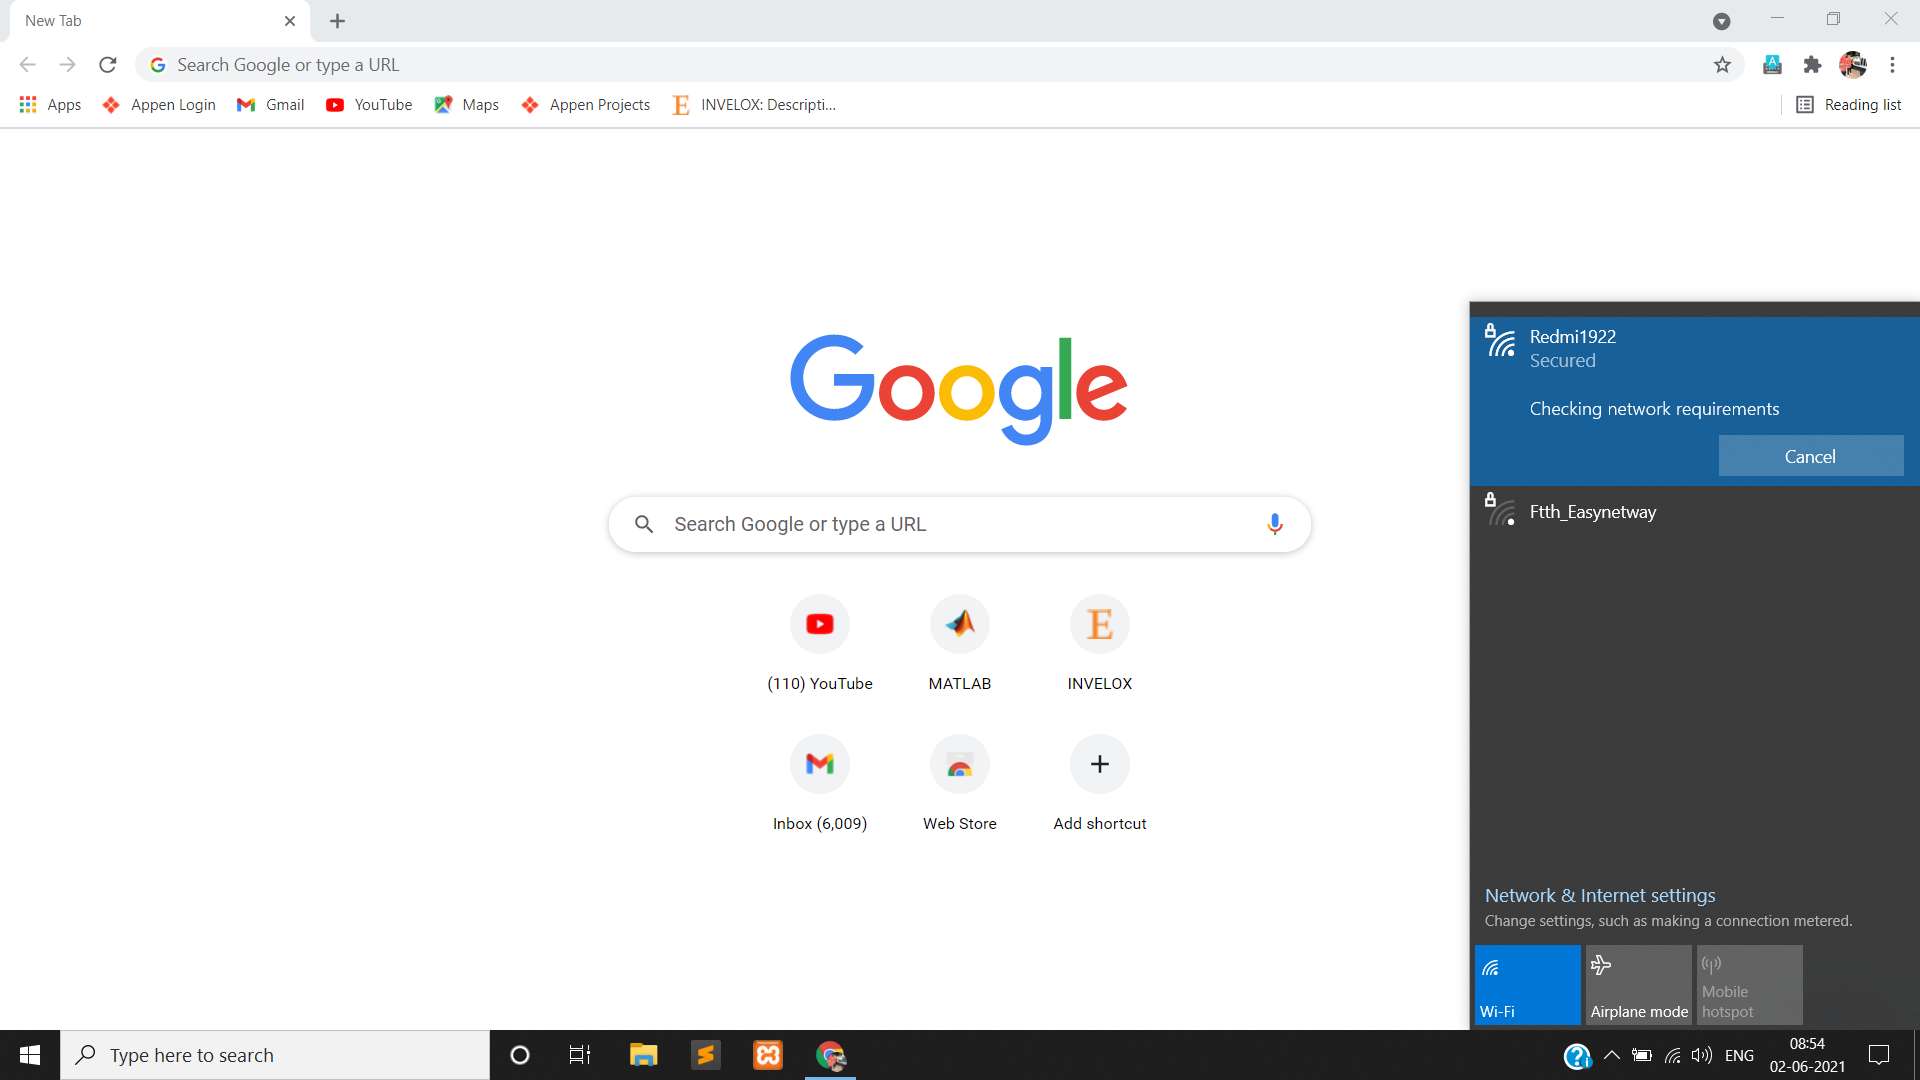 New Tab
Search Google or type a URL
Apps
Appen Login
Gmail
YouTube
Maps
Appen Projects
INVELOX: Descripti...
Reading list
Google
Search Google or type a URL
(110) YouTube
MATLAB
INVELOX
Inbox (6,009)
Web Store
Add shortcut
Redmi1922
Secured
Checking network requirements
Cancel
Ftth_Easynetway
Network & Internet settings
Change settings, such as making a connection metered.
Wi-Fi
Airplane mode
Mobile
hotspot
Type here to search
ENG
08:54
02-06-2021